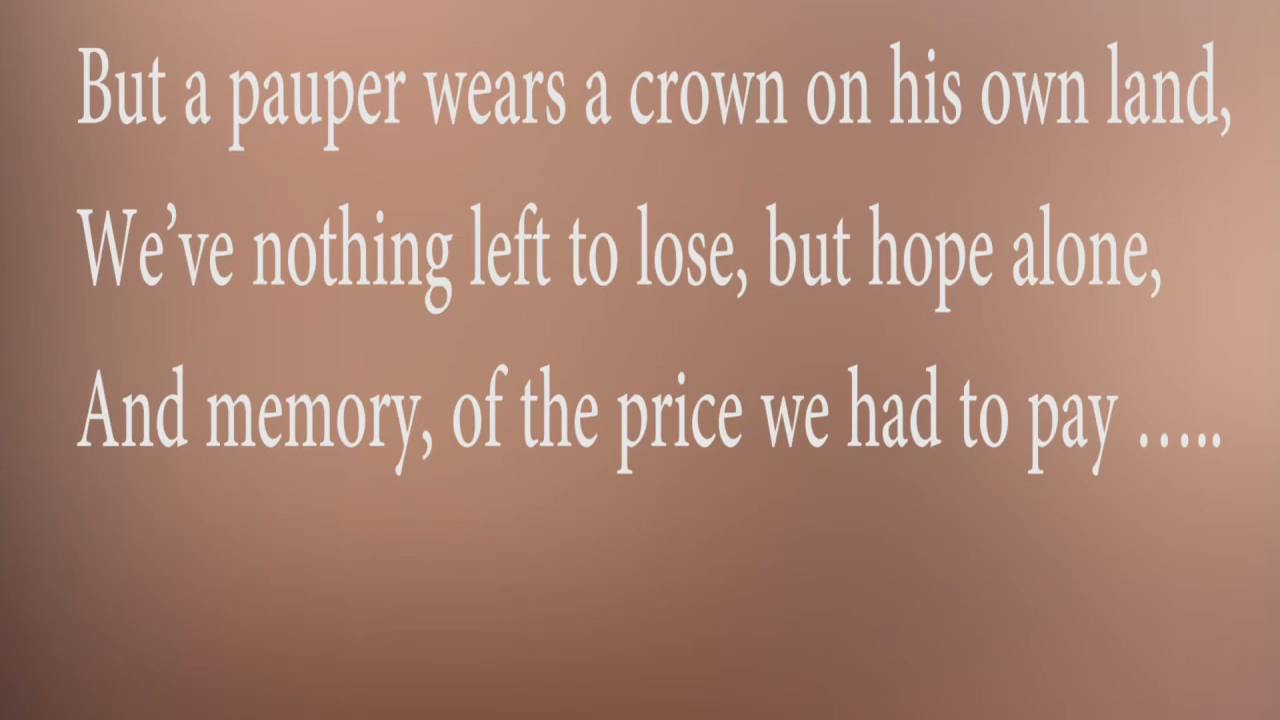 But a pauper wears a crown on his own land,
We’ve nothing left to lose, but hope alone,
And memory, of the price we had to pay …..